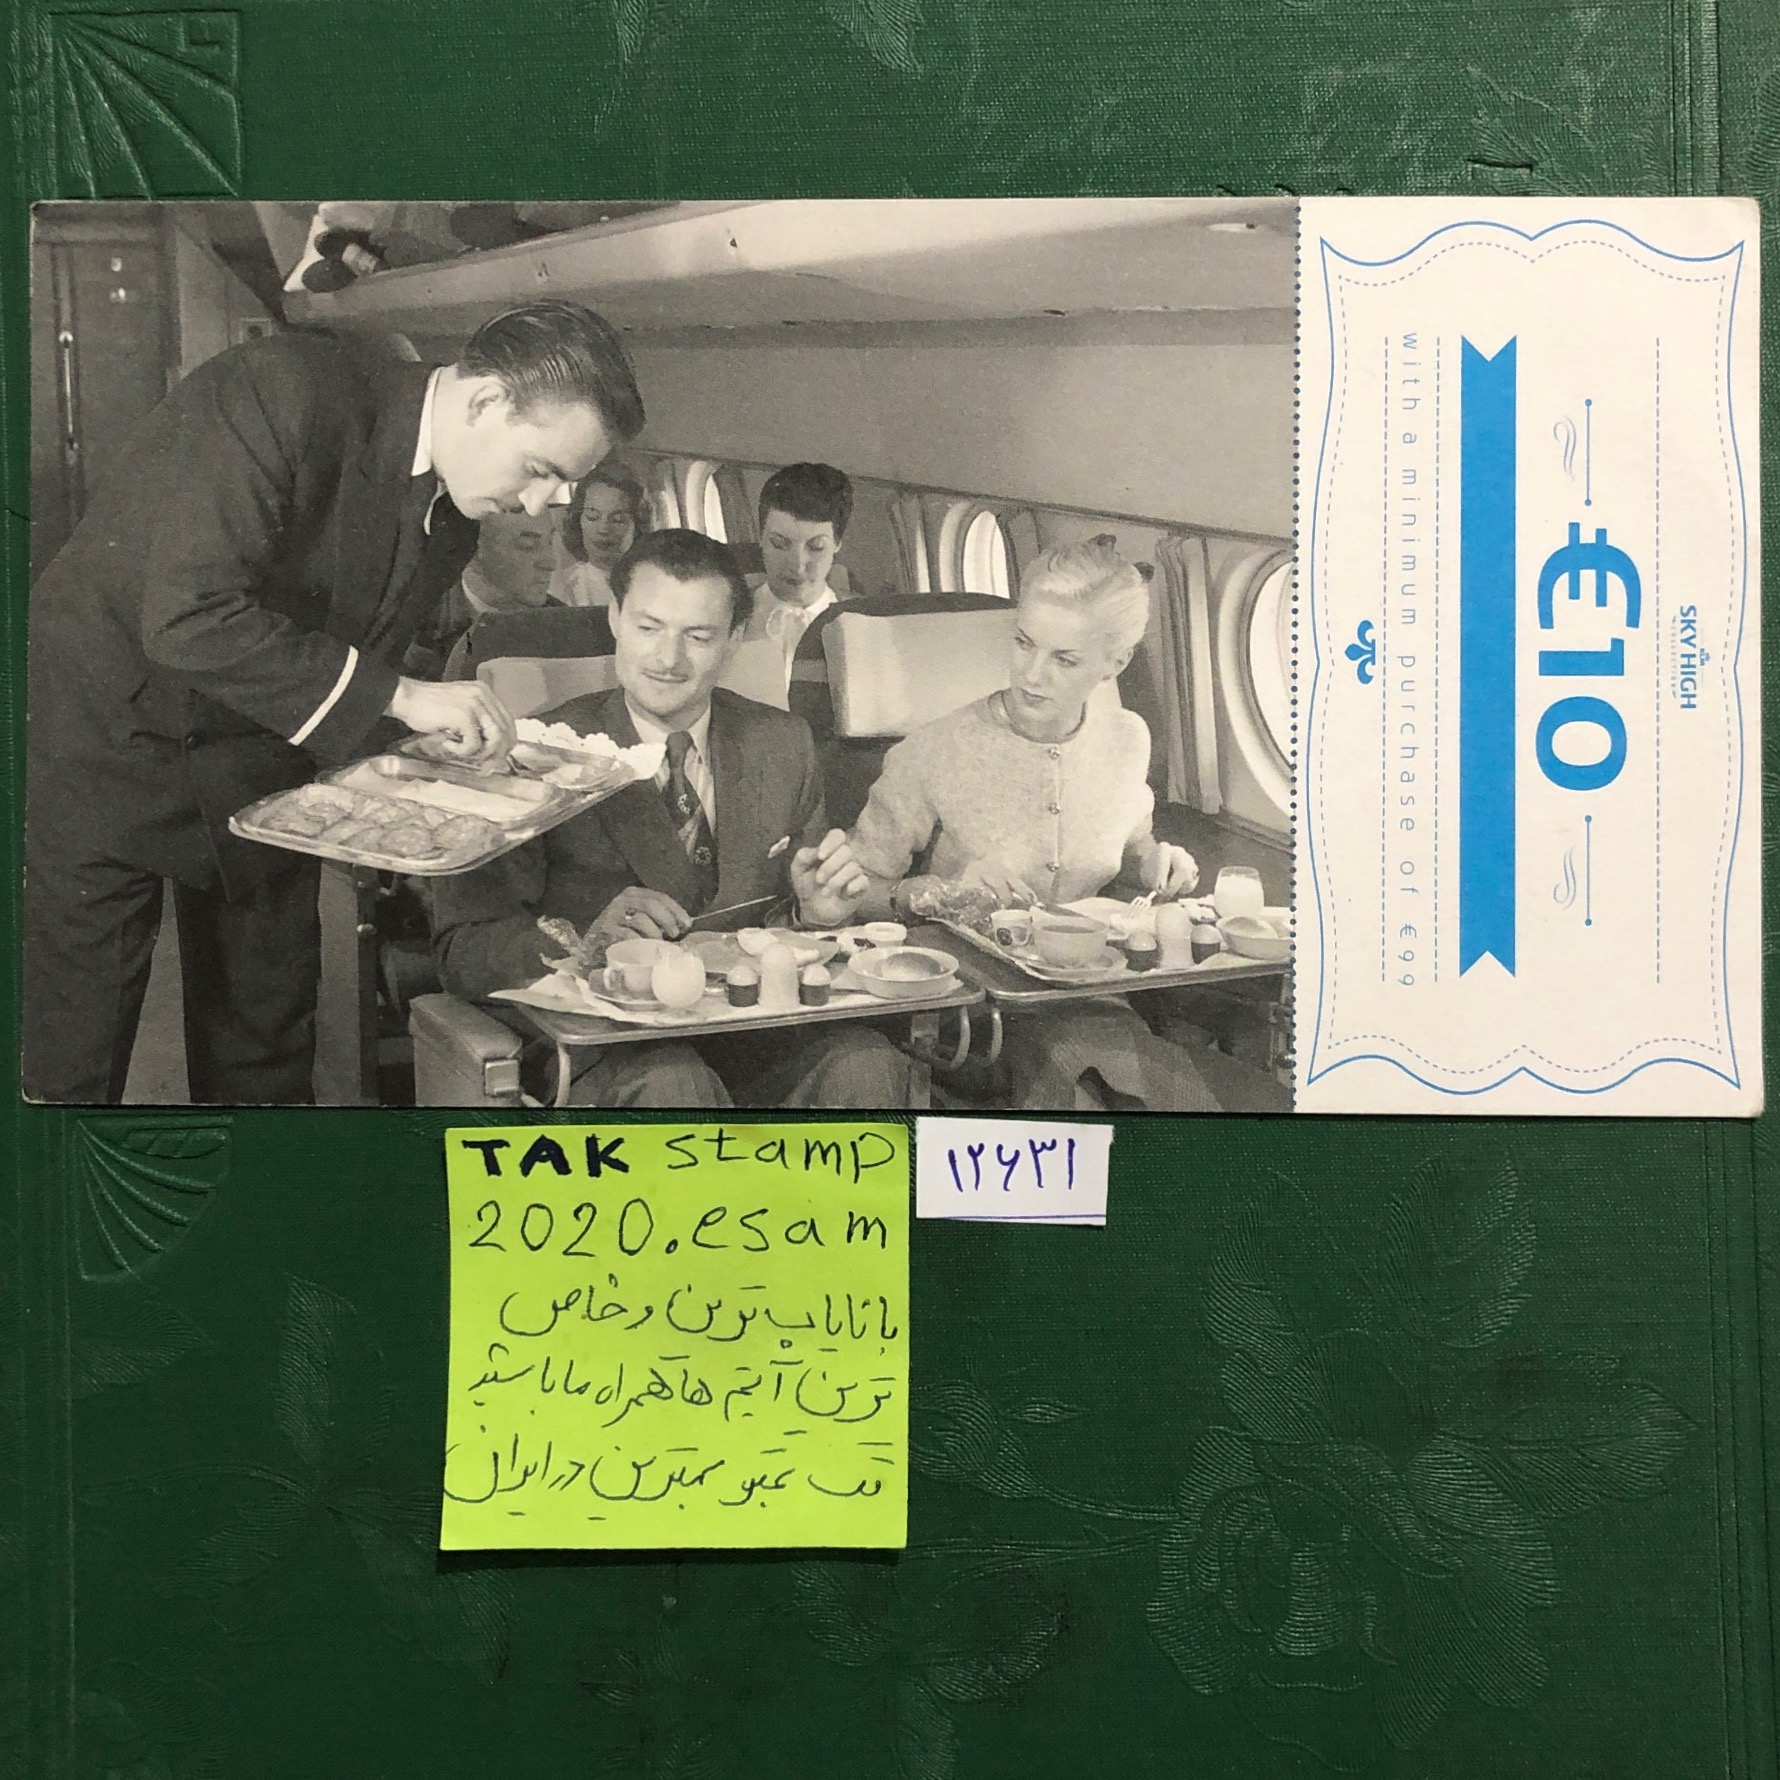 SKY HIGH
€10
with a minimum purchase of €99
TAK stamp
2020.esam
با نایاب ترین و خاص
ترین آیتم ها همراه ما باشید
تک تمبر بهترین در ایران
۱۲۶۳۱